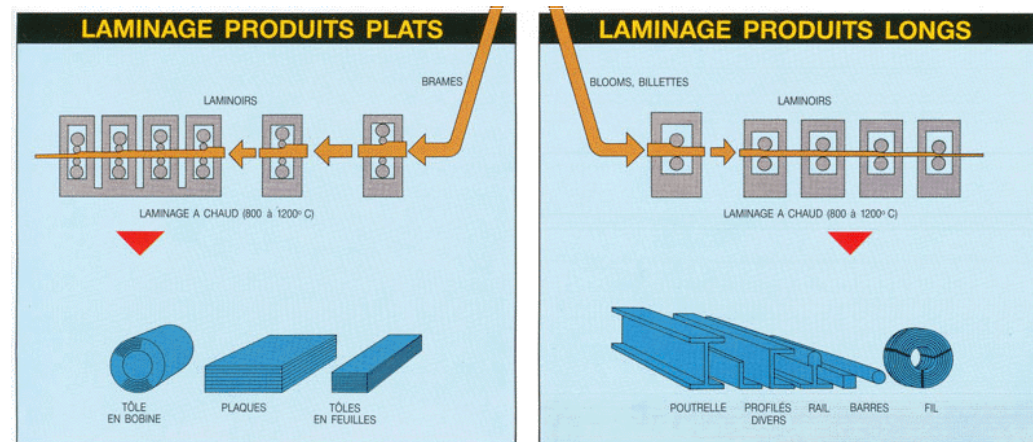 LAMINAGE PRODUITS PLATS
BRAMES
LAMINOIRS
LAMINAGE A CHAUD (800 à 1200° C)
TÔLE
EN BOBINE
PLAQUES
TÔLES
EN FEUILLES
LAMINAGE PRODUITS LONGS
BLOOMS, BILLETTES
LAMINOIRS
LAMINAGE A CHAUD (800 à 1200° C)
POUTRELLE
PROFILÉS
DIVERS
RAIL
BARRES
FIL